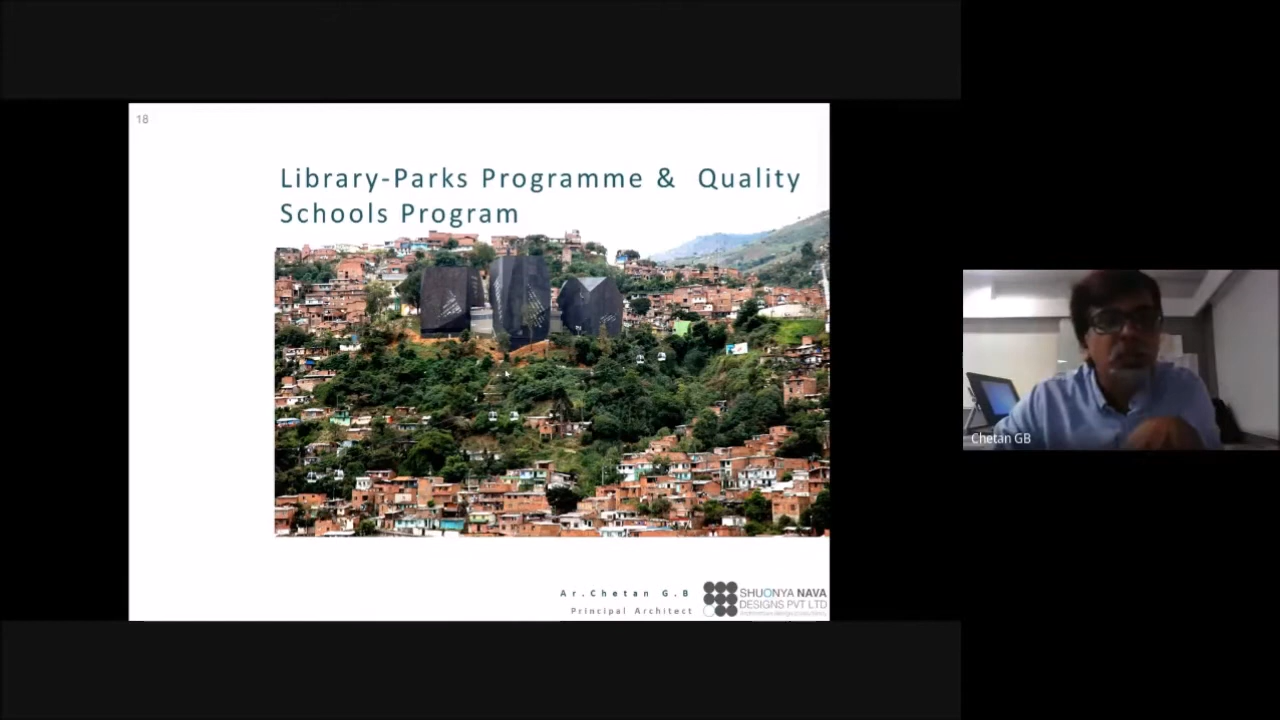 18
Library-Parks Programme & Quality
Schools Program
Ar.Chetan G.B
Principal Architect
SHUONYA NAVA
DESIGNS PVT LTD
Chetan GB